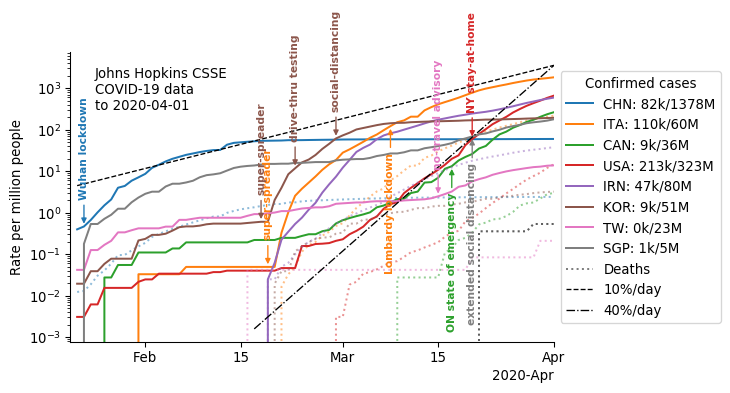 Johns Hopkins CSSE
COVID-19 data
to 2020-04-01
Rate per million people
10³
10²
10¹
10⁰
10⁻¹
10⁻²
10⁻³
Wuhan lockdown
super-spreader
super-spreader
drive-thru testing
social-distancing
Lombardy lockdown
no-travel advisory
ON state of emergency
NY stay-at-home
extended social distancing
Feb
15
Mar
15
Apr
2020-Apr
Confirmed cases
CHN: 82k/1378M
ITA: 110k/60M
CAN: 9k/36M
USA: 213k/323M
IRN: 47k/80M
KOR: 9k/51M
TW: 0k/23M
SGP: 1k/5M
Deaths
10%/day
40%/day